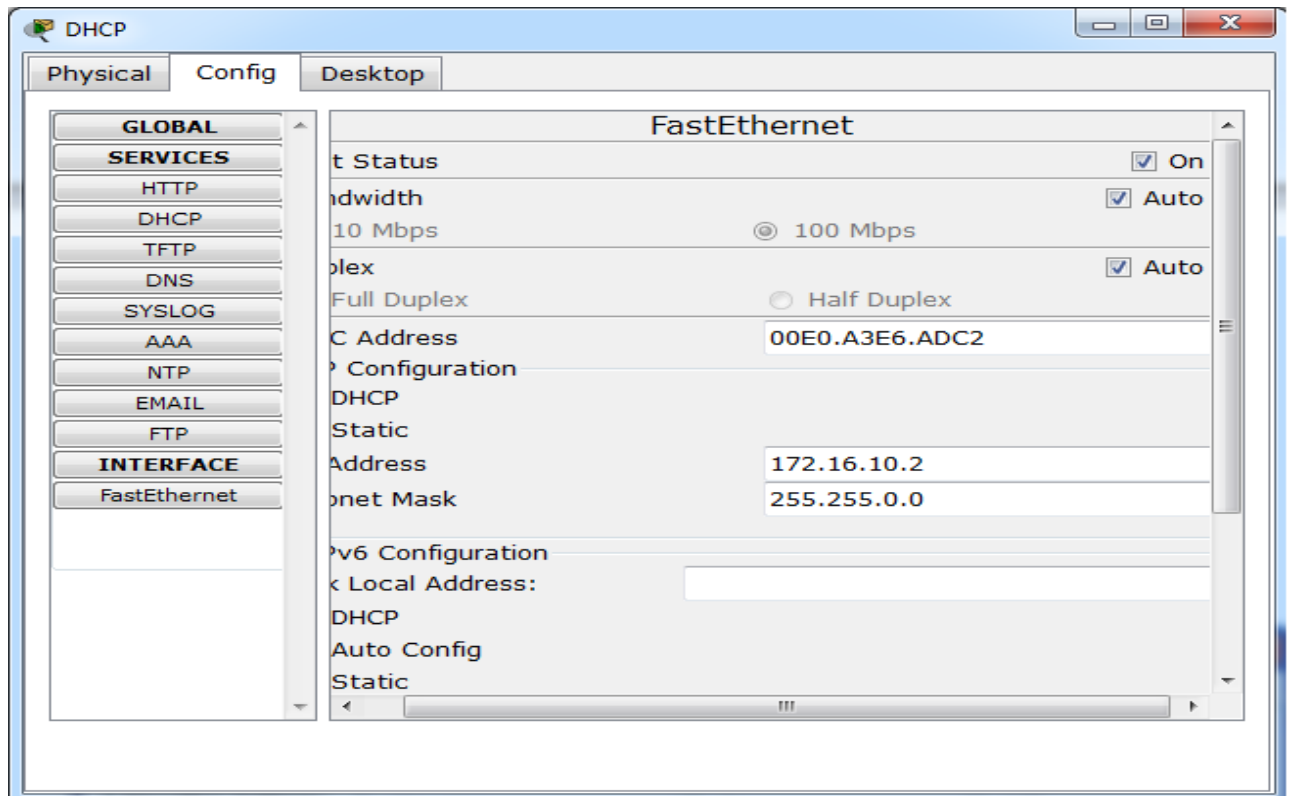 DHCP
Physical Config Desktop
GLOBAL
SERVICES
HTTP
DHCP
TFTP
DNS
SYSLOG
AAA
NTP
EMAIL
FTP
INTERFACE
FastEthernet
FastEthernet
t Status On
ndwidth Auto
10 Mbps 100 Mbps
plex Auto
Full Duplex Half Duplex
C Address 00E0.A3E6.ADC2
P Configuration
DHCP
Static
Address 172.16.10.2
bnet Mask 255.255.0.0
Pv6 Configuration
k Local Address:
DHCP
Auto Config
Static